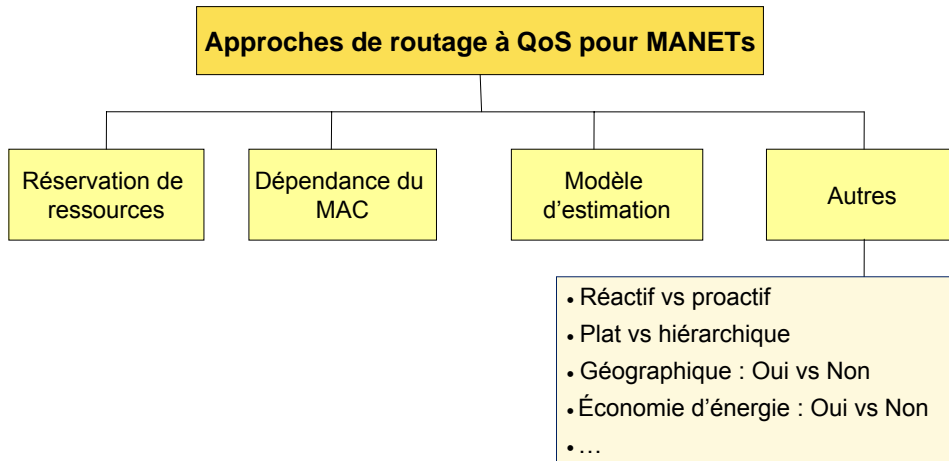 Approches de routage à QoS pour MANETs
Réservation de
ressources
Dépendance du
MAC
Modèle
d'estimation
Autres
• Réactif vs proactif
• Plat vs hiérarchique
• Géographique : Oui vs Non
• Économie d'énergie : Oui vs Non
• …